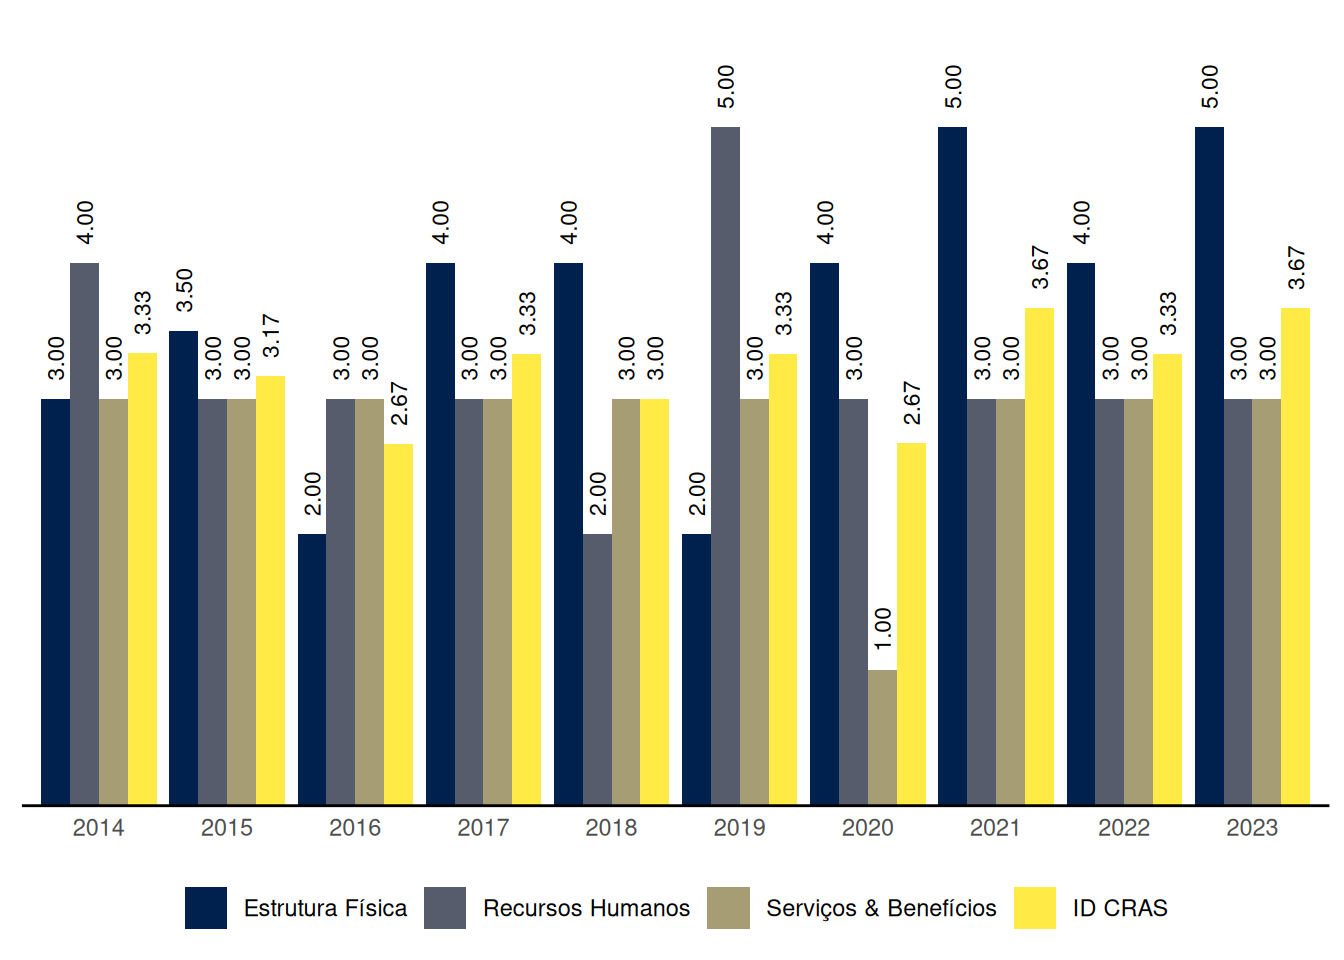 3.00 4.00 3.00 3.33 3.50 3.00 3.00 3.17 2.00 3.00 3.00 2.67 4.00 3.00 3.00 3.33 4.00 2.00 3.00 3.00 2.00 5.00 3.00 3.33 4.00 3.00 1.00 2.67 5.00 3.00 3.00 3.67 4.00 3.00 3.00 3.33 5.00 3.00 3.00 3.67
2014 2015 2016 2017 2018 2019 2020 2021 2022 2023
Estrutura Física Recursos Humanos Serviços & Benefícios ID CRAS